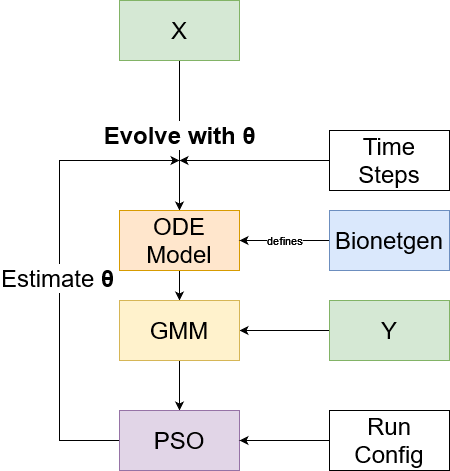 X
Evolve with θ
Time
Steps
ODE
Model
defines
Bionetgen
Estimate θ
GMM
Y
PSO
Run
Config